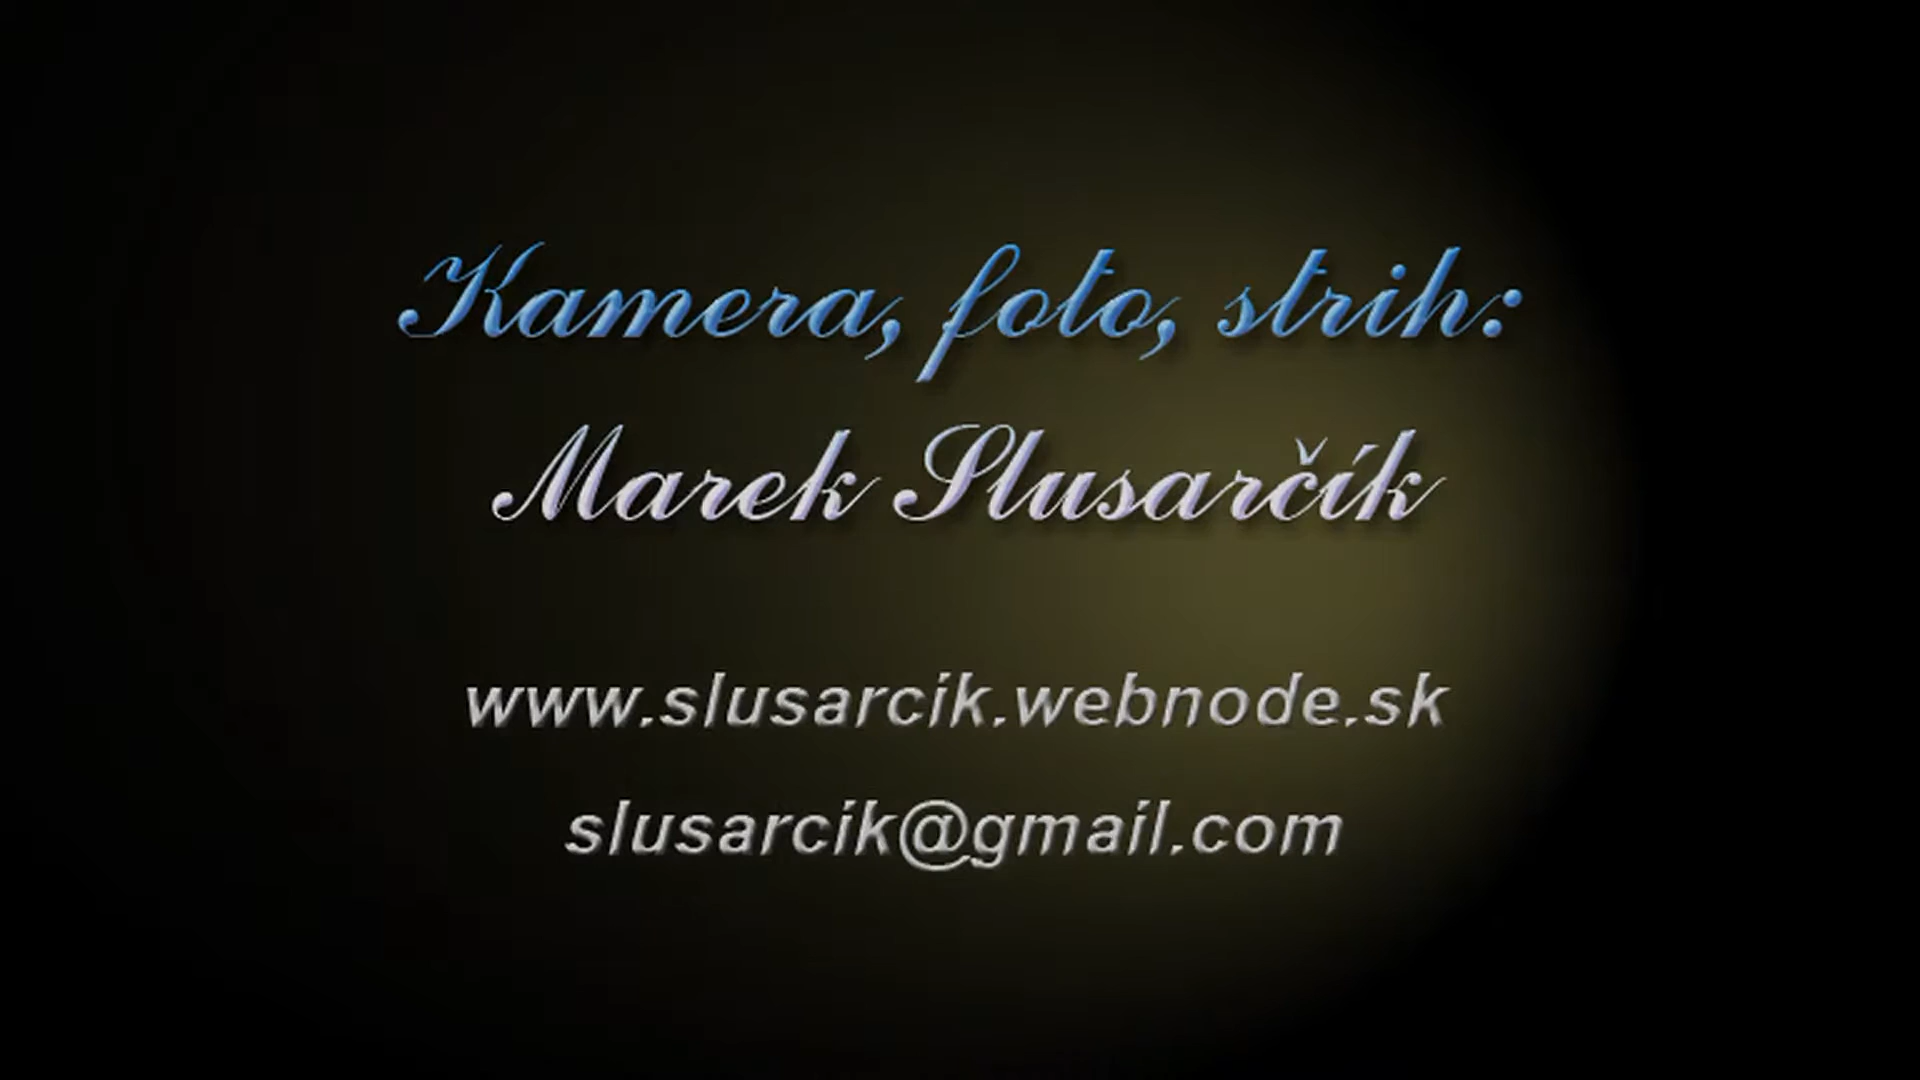 Kamera, foto, strih:
Marek Slusarčík
www.slusarcik.webnode.sk
slusarcik@gmail.com